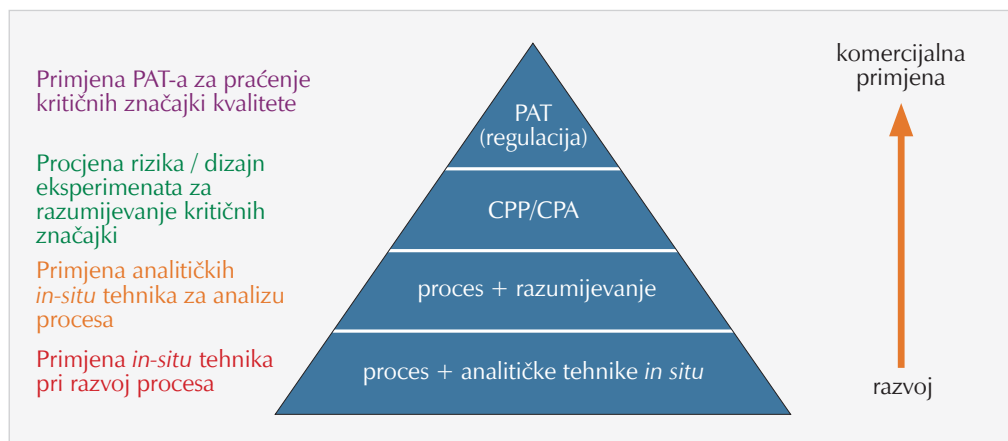 Primjena PAT-a za praćenje
kritičnih značajki kvalitete
Procjena rizika / dizajn
eksperimenata za
razumijevanje kritičnih
značajki
Primjena analitičkih
in-situ tehnika za analizu
procesa
Primjena in-situ tehnika
pri razvoj procesa
PAT
(regulacija)
CPP/CPA
proces + razumijevanje
proces + analitičke tehnike in situ
komercijalna
primjena
razvoj